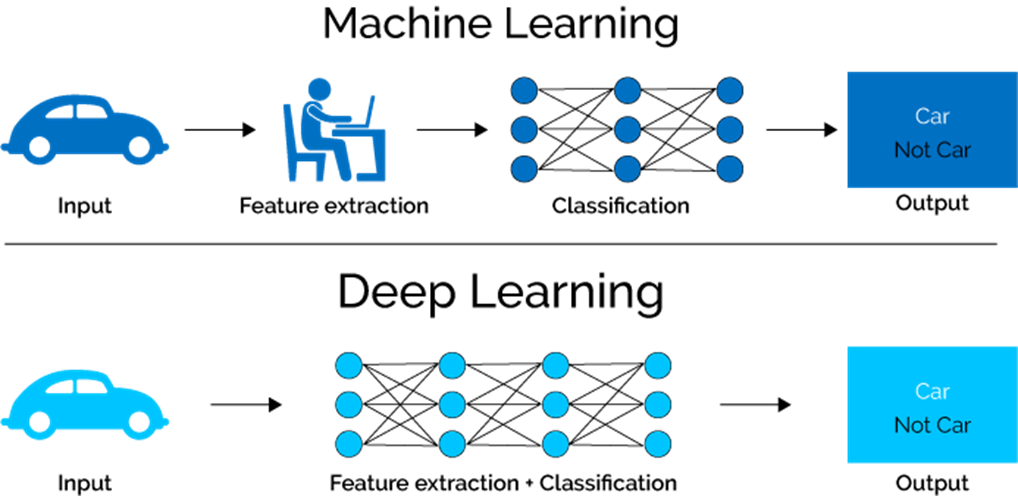 Machine Learning
Car
Not Car
Input
Feature extraction
Classification
Output
Deep Learning
Car
Not Car
Input
Feature extraction + Classification
Output